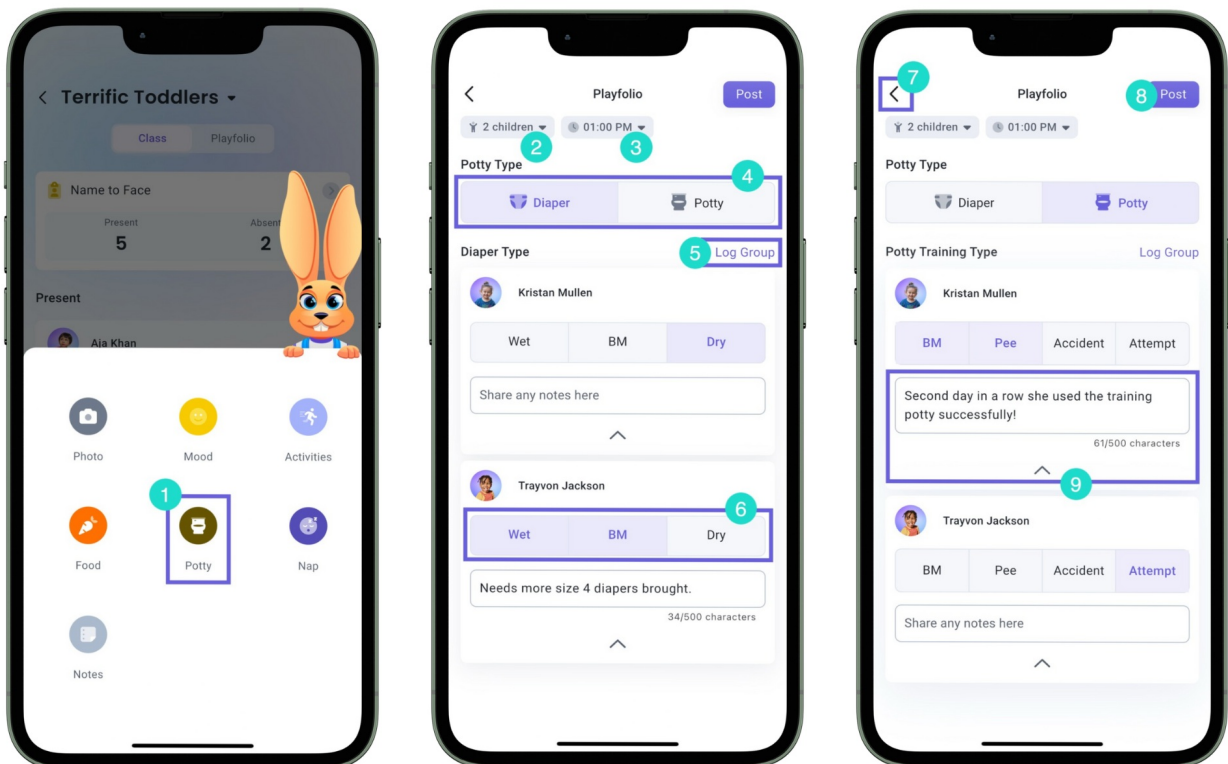 Terrific Toddlers
Class Playfolio
Name to Face
Present Absent
5 2
Present
Aja Khan
Photo Mood Activities
1
Food Potty Nap
Notes
Playfolio Post
2 children 01:00 PM
2 3
Potty Type
4
Diaper Potty
Diaper Type 5 Log Group
Kristan Mullen
Wet BM Dry
Share any notes here
Trayvon Jackson
6
Wet BM Dry
Needs more size 4 diapers brought.
34/500 characters
7
Playfolio 8 Post
2 children 01:00 PM
Potty Type
Diaper Potty
Potty Training Type Log Group
Kristan Mullen
BM Pee Accident Attempt
Second day in a row she used the training
potty successfully!
61/500 characters
9
Trayvon Jackson
BM Pee Accident Attempt
Share any notes here